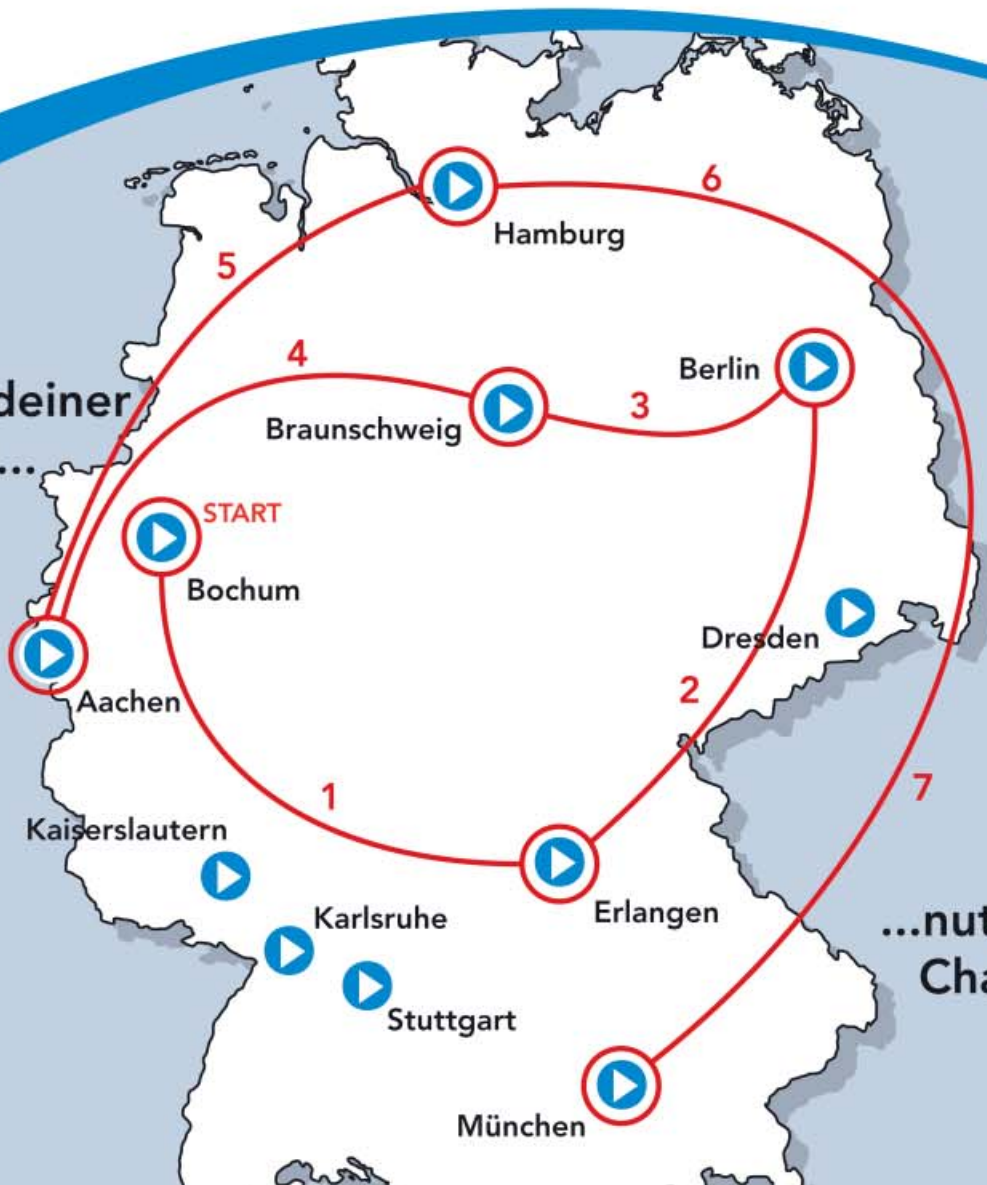 6
Hamburg
5
4
Berlin
deiner
3
Braunschweig
...
START
Bochum
Dresden
2
Aachen
1
7
Kaiserslautern
Karlsruhe
Erlangen
...nut
Cha
Stuttgart
München